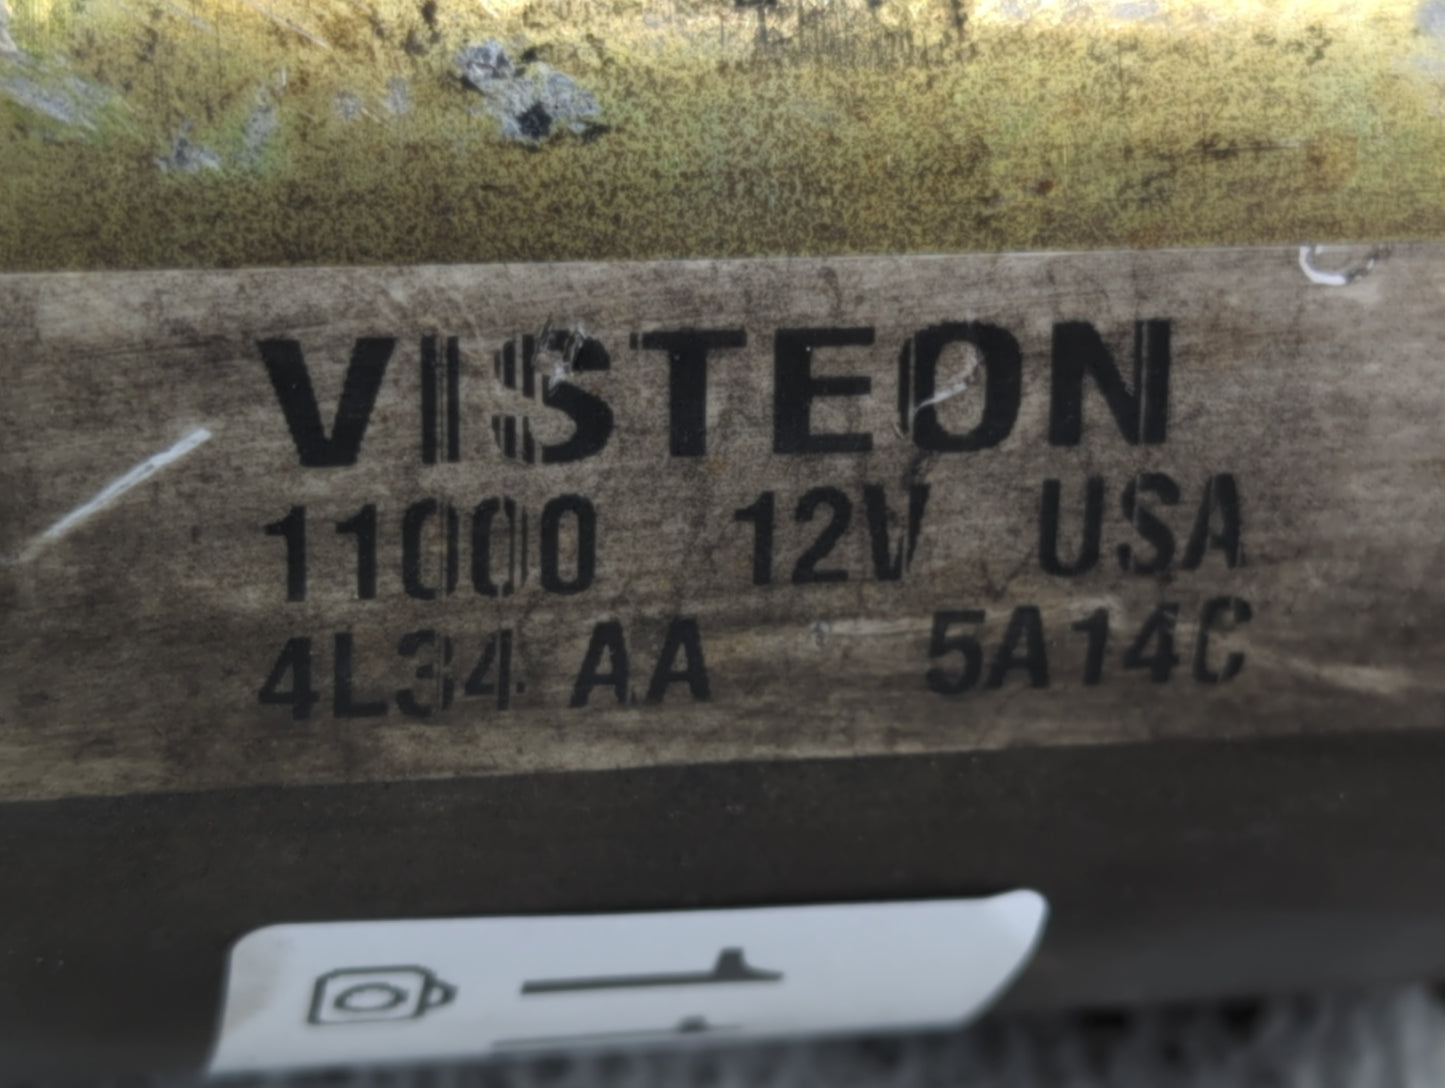 VISTEON
11000 12V USA
4L34 AA 5A14C